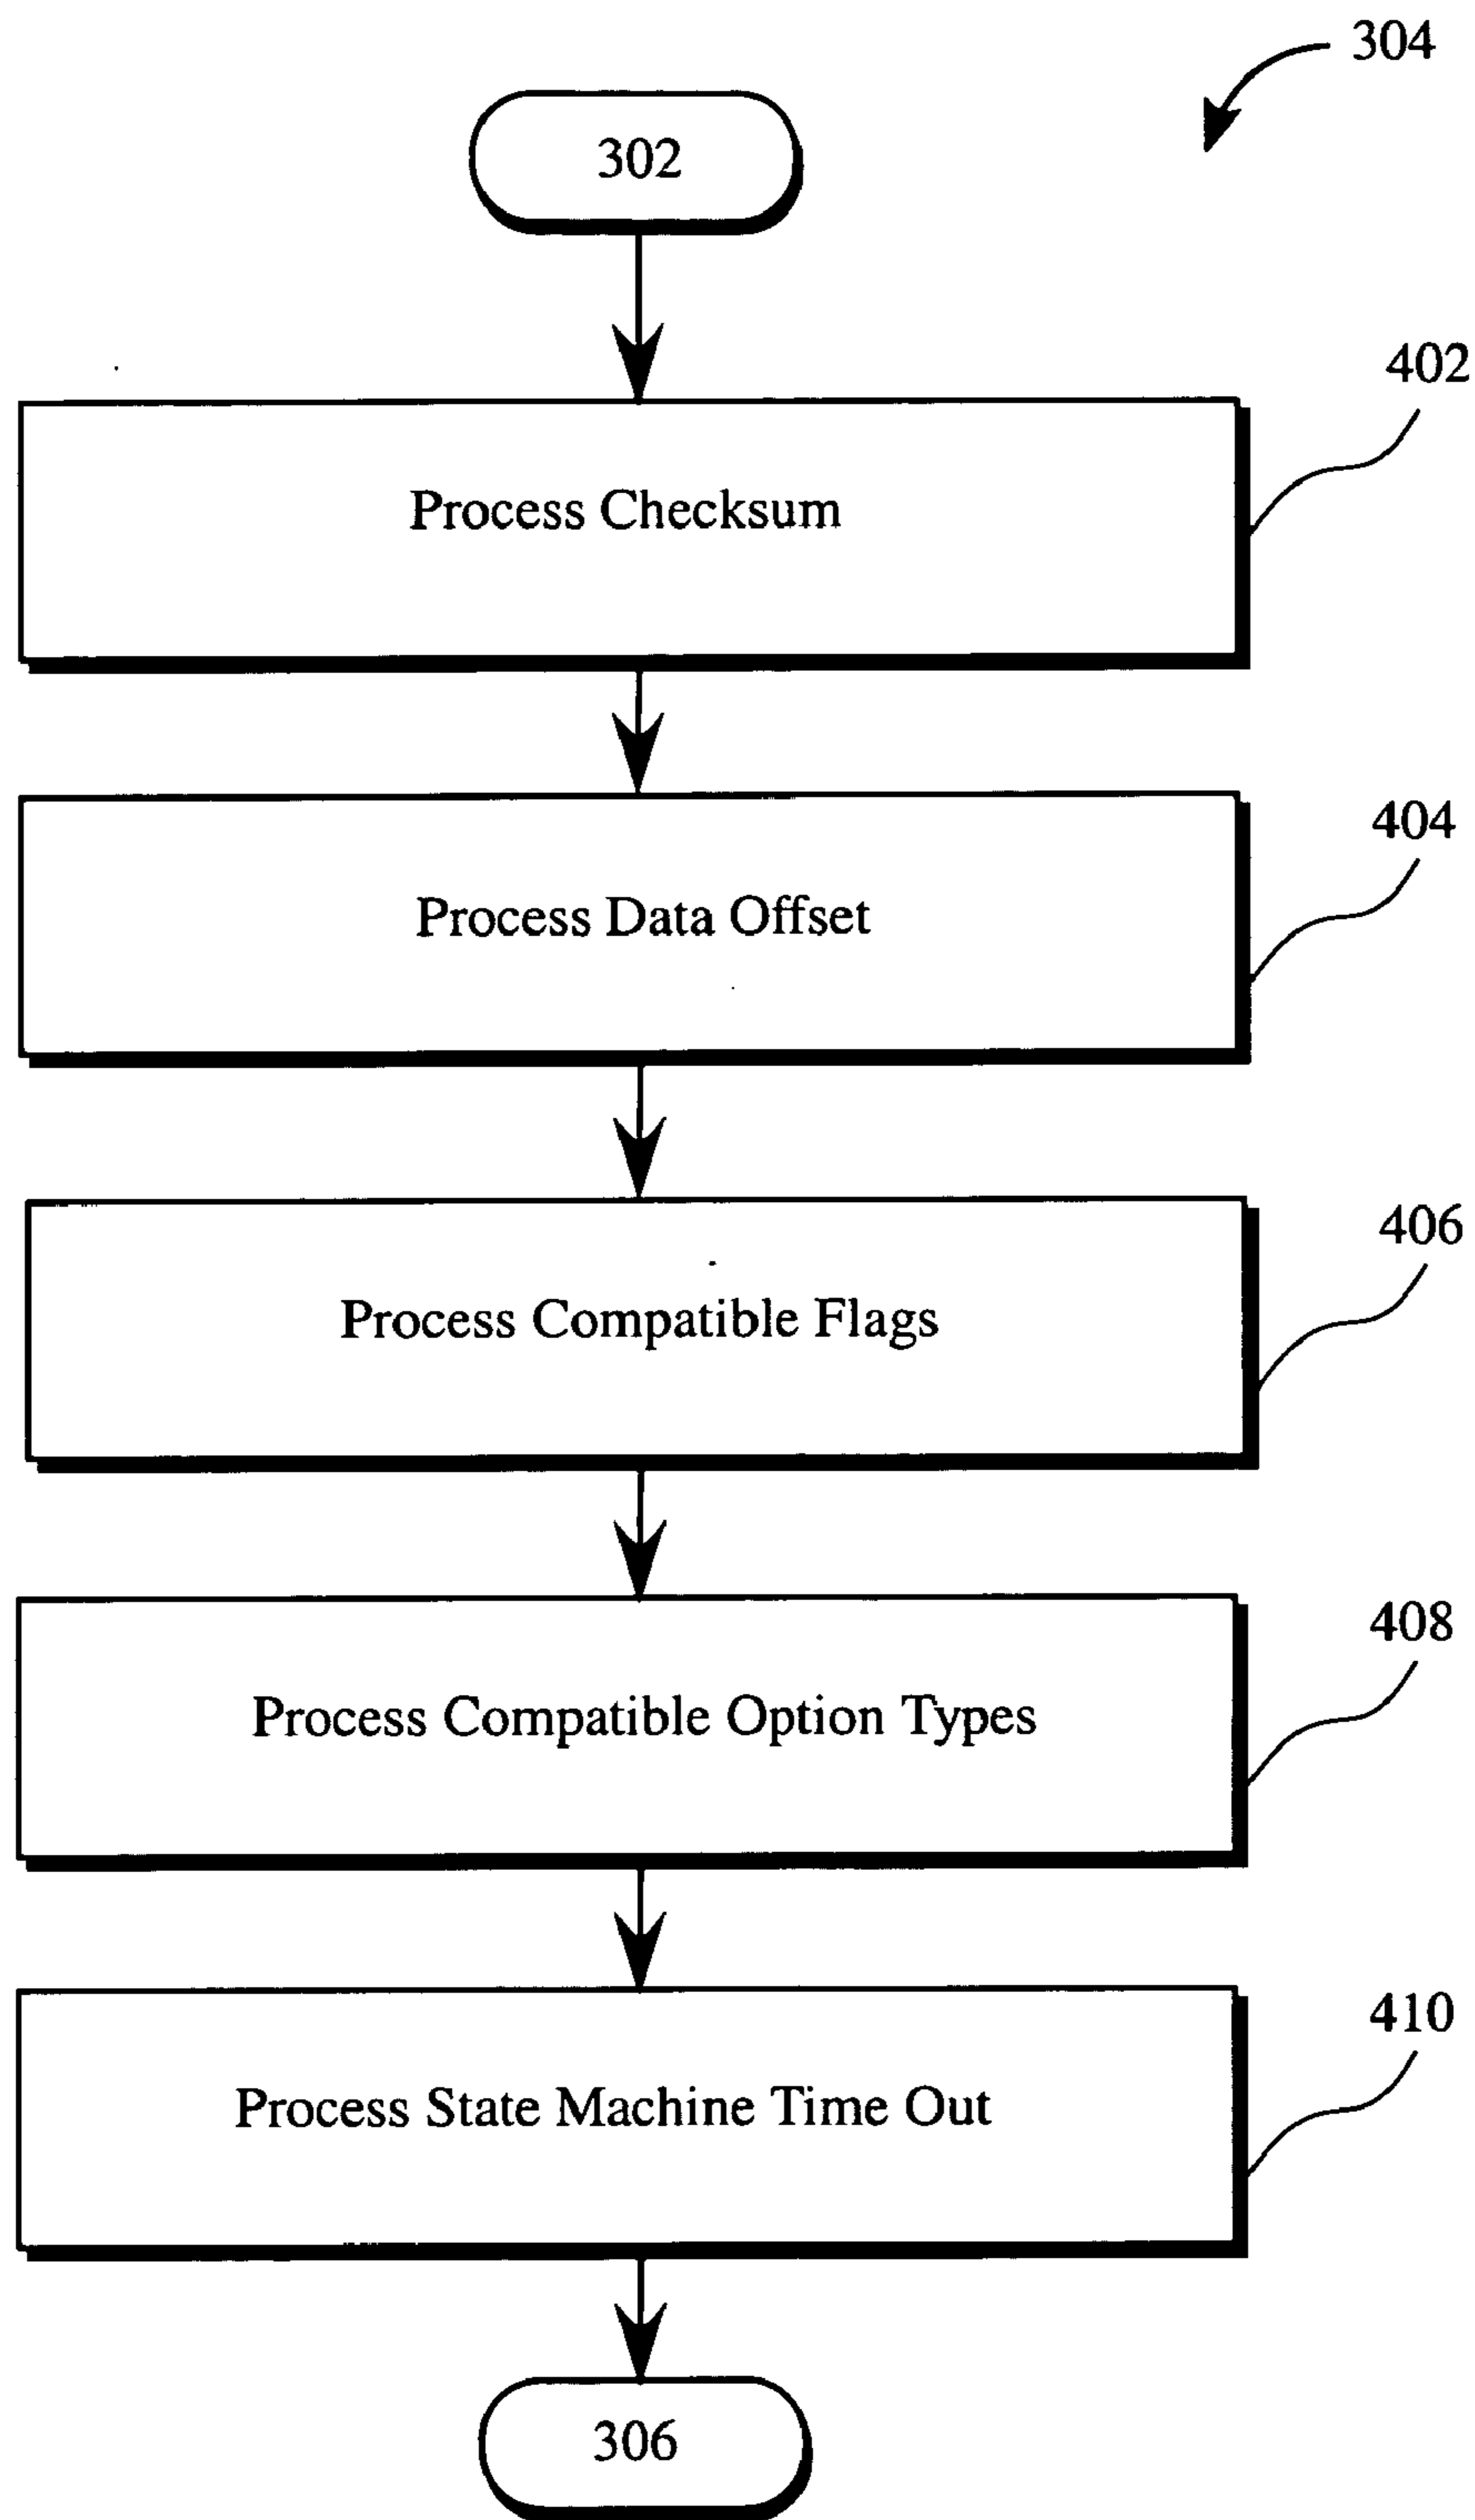 304
302
402
Process Checksum
404
Process Data Offset
406
Process Compatible Flags
408
Process Compatible Option Types
410
Process State Machine Time Out
306